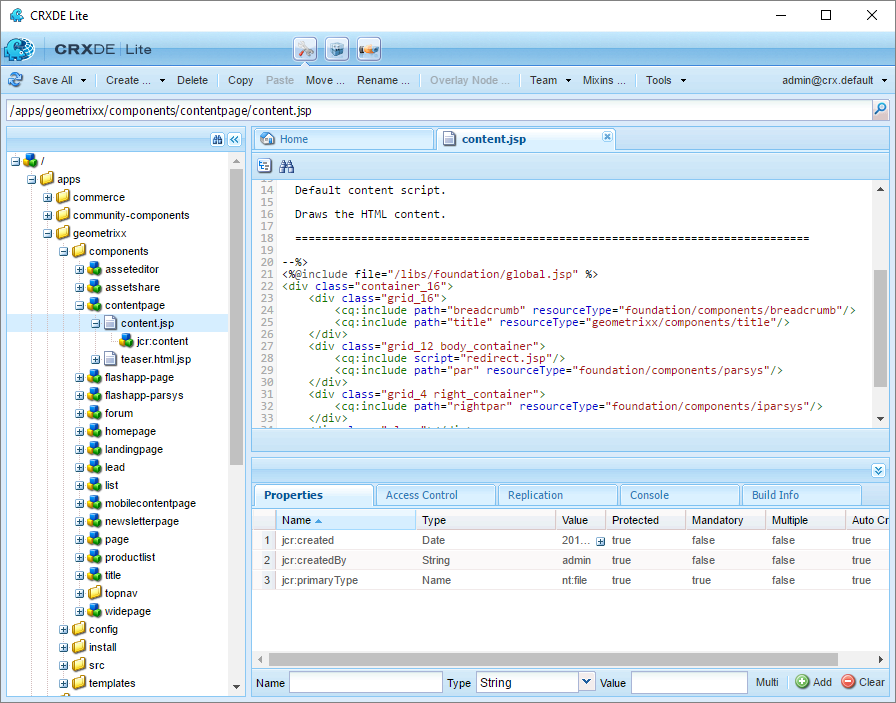 CRXDE Lite
CRXDE | Lite
Save All Create ... Delete Copy Paste Move ... Rename ... Overlay Node ... Team Mixins ... Tools admin@crx.default
/apps/geometrixx/components/contentpage/content.jsp
/
apps
commerce
community-components
geometrixx
components
asseteditor
assetshare
contentpage
content.jsp
jcr:content
teaser.html.jsp
flashapp-page
flashapp-parsys
forum
homepage
landingpage
lead
list
mobilecontentpage
newsletterpage
page
productlist
title
topnav
widepage
config
install
src
templates
Home content.jsp
14 Default content script.
15
16 Draws the HTML content.
17
18 ==============================================================================
19
20 --%>
21 <%@include file="/libs/foundation/global.jsp" %>
22 <div class="container_16">
23 <div class="grid_16">
24 <cq:include path="breadcrumb" resourceType="foundation/components/breadcrumb"/>
25 <cq:include path="title" resourceType="geometrixx/components/title"/>
26 </div>
27 <div class="grid_12 body_container">
28 <cq:include script="redirect.jsp"/>
29 <cq:include path="par" resourceType="foundation/components/parsys"/>
30 </div>
31 <div class="grid_4 right_container">
32 <cq:include path="rightpar" resourceType="foundation/components/iparsys"/>
33 </div>
Properties Access Control Replication Console Build Info
Name Type Value Protected Mandatory Multiple Auto Cr
1 jcr:created Date 201... true false false true
2 jcr:createdBy String admin true false false true
3 jcr:primaryType Name nt:file true true false true
Name Type String Value Multi Add Clear